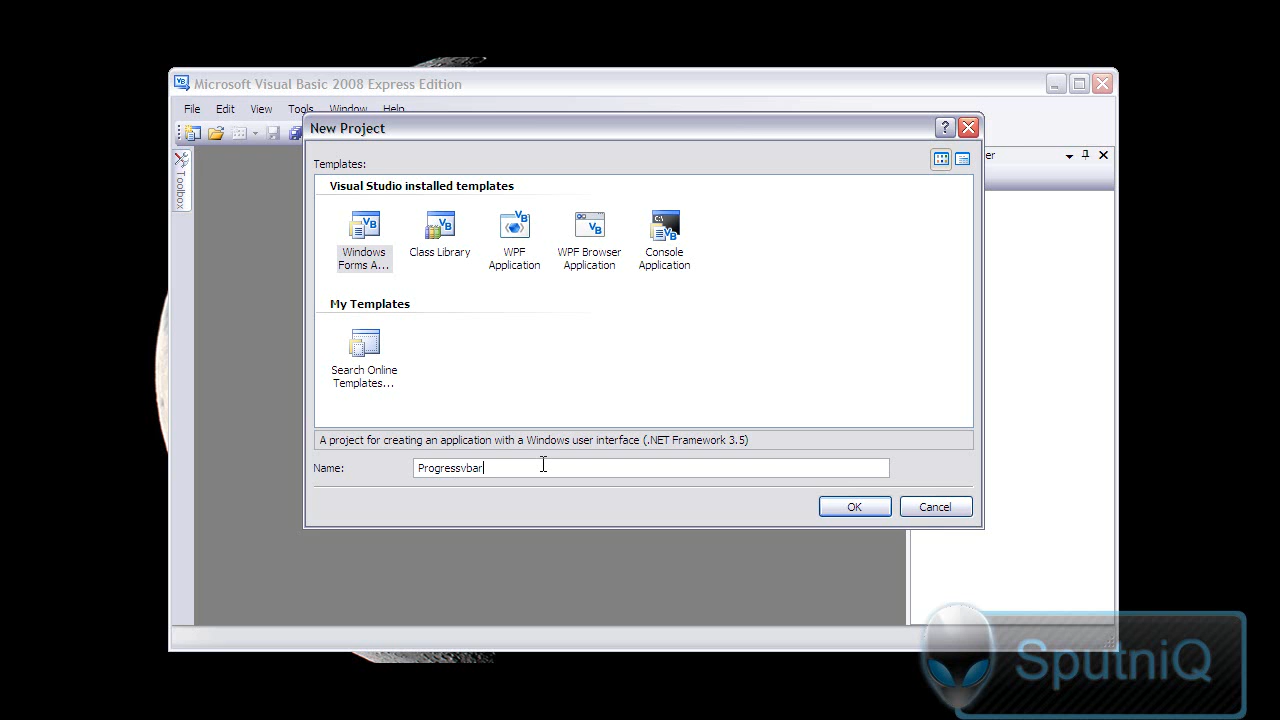 Microsoft Visual Basic 2008 Express Edition
File Edit View Tools Window Help
New Project
er
Toolbox
Templates:
Visual Studio installed templates
Windows Forms A...
Class Library
WPF Application
WPF Browser Application
Console Application
My Templates
Search Online Templates...
A project for creating an application with a Windows user interface (.NET Framework 3.5)
Name: Progressvbar
OK Cancel
SputniQ